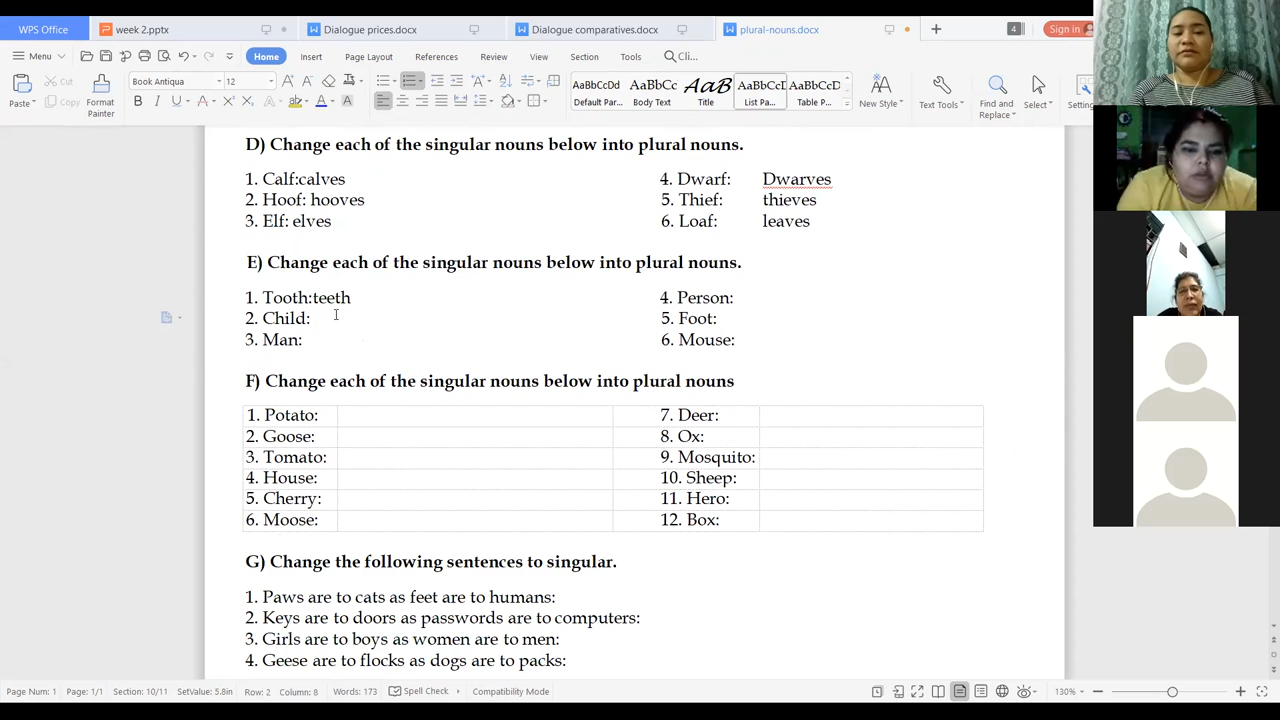 WPS Office
week 2.pptx
Dialogue prices.docx
Dialogue comparatives.docx
plural-nouns.docx
4
Sign in
Menu
Home
Insert
Page Layout
References
Review
View
Section
Tools
Cli...
Paste
Cut
Copy
Format Painter
Book Antiqua
12
AaBbCcDd
Default Par...
AaBbCc
Body Text
AaB
Title
AaBbCcD
List Pa...
AaBbCcD
Table P...
New Style
Text Tools
Find and Replace
Select
Setting
D) Change each of the singular nouns below into plural nouns.
1. Calf:calves
2. Hoof: hooves
3. Elf: elves
4. Dwarf: Dwarves
5. Thief: thieves
6. Loaf: leaves
E) Change each of the singular nouns below into plural nouns.
1. Tooth:teeth
2. Child:
3. Man:
4. Person:
5. Foot:
6. Mouse:
F) Change each of the singular nouns below into plural nouns
1. Potato:
2. Goose:
3. Tomato:
4. House:
5. Cherry:
6. Moose:
7. Deer:
8. Ox:
9. Mosquito:
10. Sheep:
11. Hero:
12. Box:
G) Change the following sentences to singular.
1. Paws are to cats as feet are to humans:
2. Keys are to doors as passwords are to computers:
3. Girls are to boys as women are to men:
4. Geese are to flocks as dogs are to packs:
Page Num: 1
Page: 1/1
Section: 10/11
SetValue: 5.8in
Row: 2
Column: 8
Words: 173
Spell Check
Compatibility Mode
130%